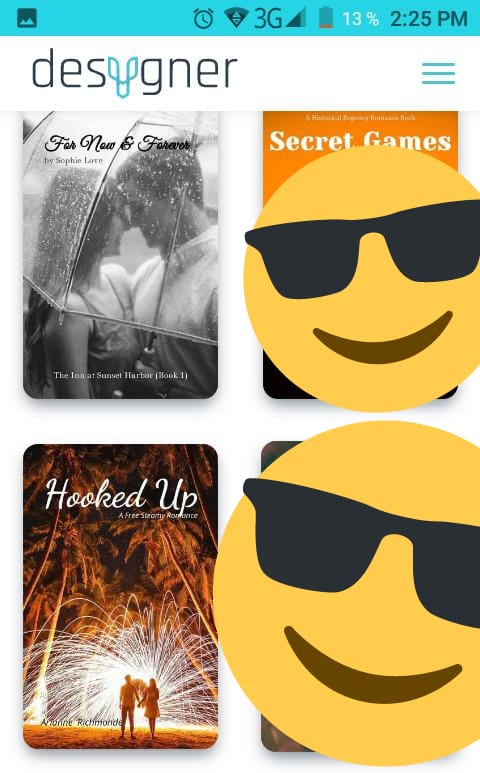 3G 13 % 2:25 PM
desygner
For Now & Forever
by Sophie Love
The Inn at Sunset Harbor (Book 1)
A Historical Regency Romance Book
Secret Games
Hooked Up
A Free Steamy Romance
Arianne Richmonde